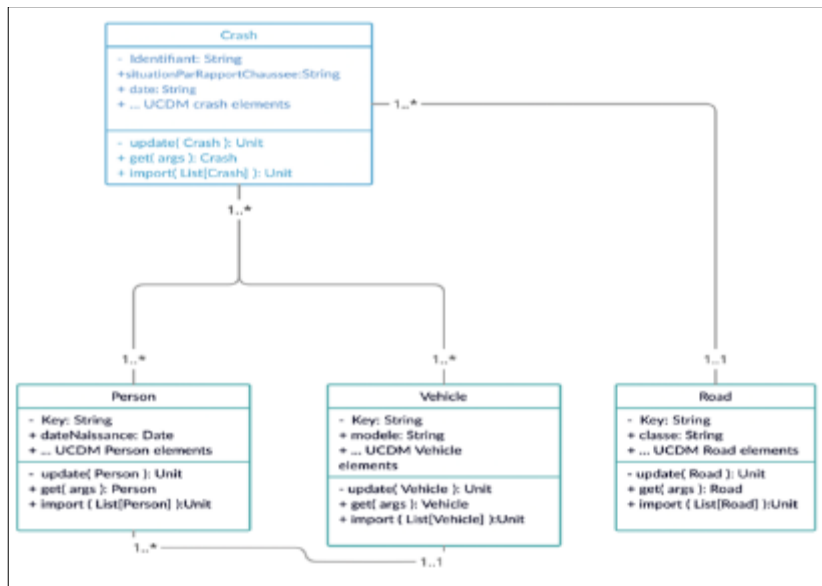 Crash
- Identifiant: String
+situationParRapportChaussee:String
+ date: String
+ ... UCDM crash elements
- update( Crash ): Unit
+ get( args ): Crash
+ import( List[Crash] ): Unit
1..*
1..*
1..*
1..*
1..1
Person
- Key: String
+ dateNaissance: Date
+ ... UCDM Person elements
- update( Person ): Unit
+ get( args ): Person
+ import ( List[Person] ):Unit
Vehicle
- Key: String
+ modele: String
+ ... UCDM Vehicle
elements
- update( Vehicle ): Unit
+ get( args ): Vehicle
+ import ( List[Vehicle] ):Unit
Road
- Key: String
+ classe: String
+ ... UCDM Road elements
- update( Road ): Unit
+ get( args ): Road
+ import ( List[Road] ):Unit
1..*
1..1